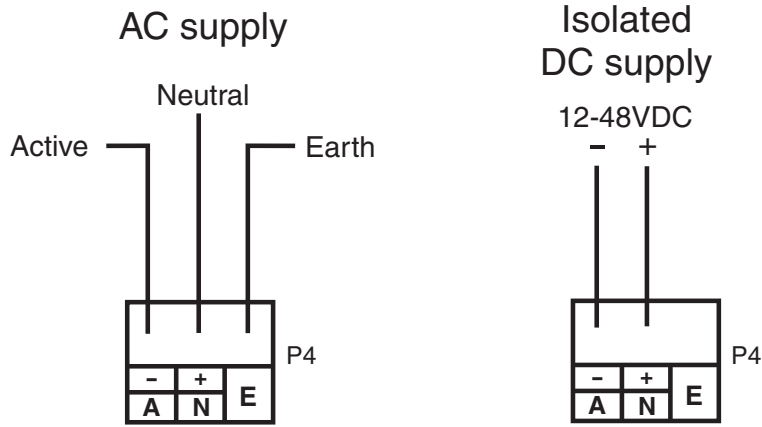 AC supply
Neutral
Active
Earth
P4
− +
A N E
Isolated
DC supply
12-48VDC
− +
P4
− +
A N E